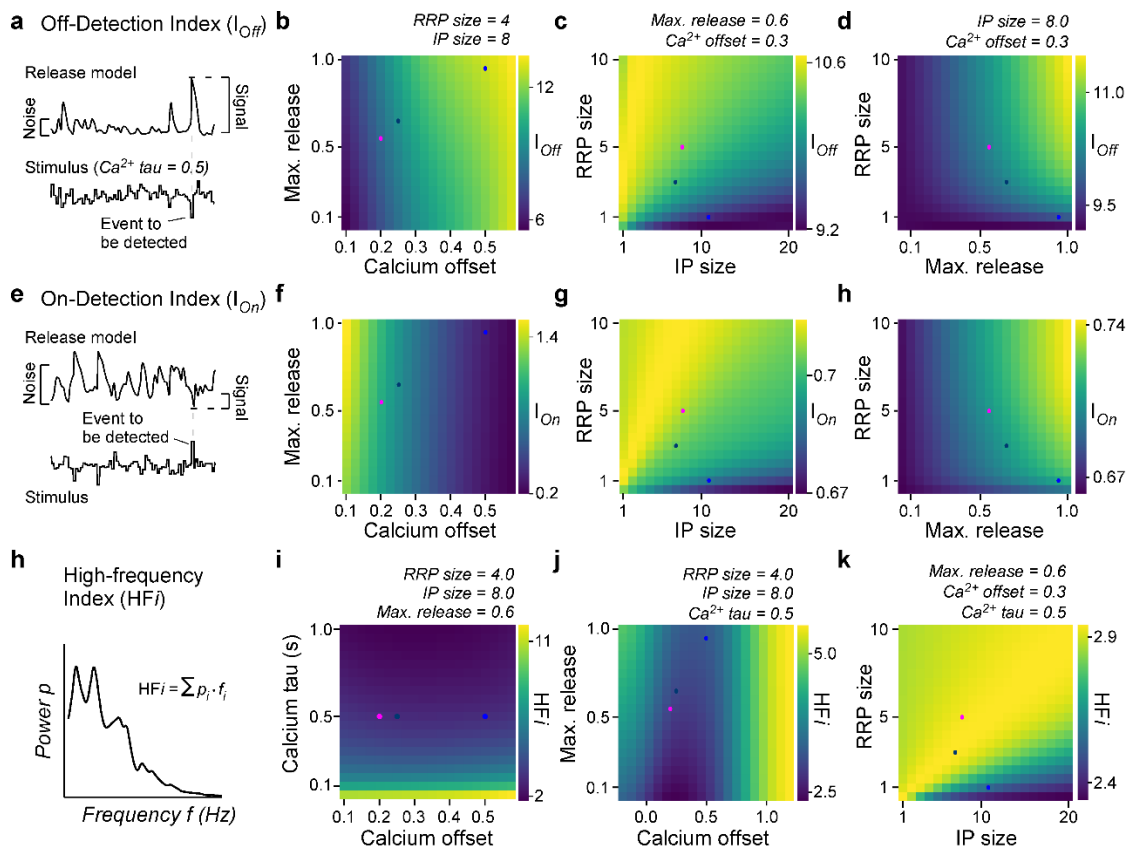 a Off-Detection Index (I_Off)
Release model
Noise
Signal
Stimulus (Ca²⁺ tau = 0.5)
Event to
be detected
b
RRP size = 4
IP size = 8
Max. release
1.0
0.5
0.1
0.1 0.2 0.3 0.4 0.5
Calcium offset
12
I_Off
6
c
Max. release = 0.6
Ca²⁺ offset = 0.3
RRP size
10
5
1
1 10 20
IP size
10.6
I_Off
9.2
d
IP size = 8.0
Ca²⁺ offset = 0.3
RRP size
10
5
1
0.1 0.5 1.0
Max. release
11.0
I_Off
9.5
e On-Detection Index (I_On)
Release model
Noise
Signal
Event to
be detected
Stimulus
f
Max. release
1.0
0.5
0.1
0.1 0.2 0.3 0.4 0.5
Calcium offset
1.4
I_On
0.2
g
RRP size
10
5
1
1 10 20
IP size
0.7
I_On
0.67
h
RRP size
10
5
1
0.1 0.5 1.0
Max. release
0.74
I_On
0.67
h
High-frequency
Index (HFi)
HFi = ∑ p_i · f_i
Power p
Frequency f (Hz)
i
RRP size = 4.0
IP size = 8.0
Max. release = 0.6
Calcium tau (s)
1.0
0.5
0.1
0.1 0.2 0.3 0.4 0.5
Calcium offset
11
HFi
2
j
RRP size = 4.0
IP size = 8.0
Ca²⁺ tau = 0.5
Max. release
1.0
0.5
0.1
0.0 0.5 1.0
Calcium offset
5.0
HFi
2.5
k
Max. release = 0.6
Ca²⁺ offset = 0.3
Ca²⁺ tau = 0.5
RRP size
10
5
1
1 10 20
IP size
2.9
HFi
2.4